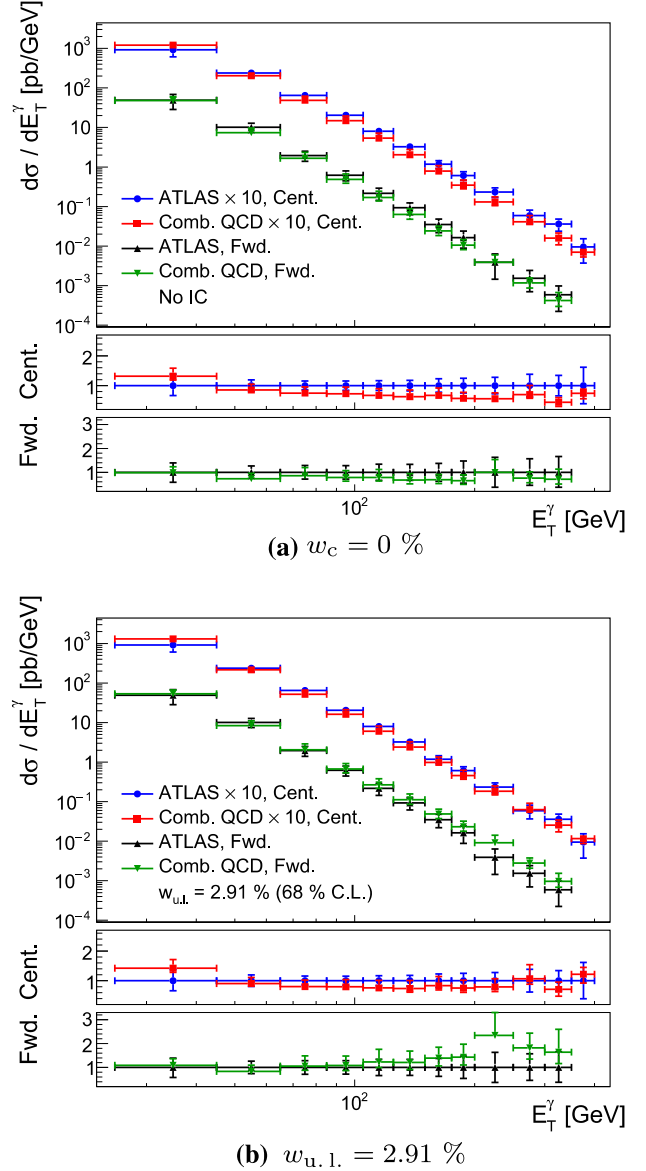 dσ / dE_T^γ [pb/GeV]
10^3
10^2
10
1
10^−1
10^−2
10^−3
10^−4
ATLAS × 10, Cent.
Comb. QCD × 10, Cent.
ATLAS, Fwd.
Comb. QCD, Fwd.
No IC
Cent.
2
1
Fwd.
3
2
1
10^2
E_T^γ [GeV]
(a) w_c = 0 %
dσ / dE_T^γ [pb/GeV]
10^3
10^2
10
1
10^−1
10^−2
10^−3
10^−4
ATLAS × 10, Cent.
Comb. QCD × 10, Cent.
ATLAS, Fwd.
Comb. QCD, Fwd.
w_u.l. = 2.91 % (68 % C.L.)
Cent.
2
1
Fwd.
3
2
1
10^2
E_T^γ [GeV]
(b) w_u. l. = 2.91 %